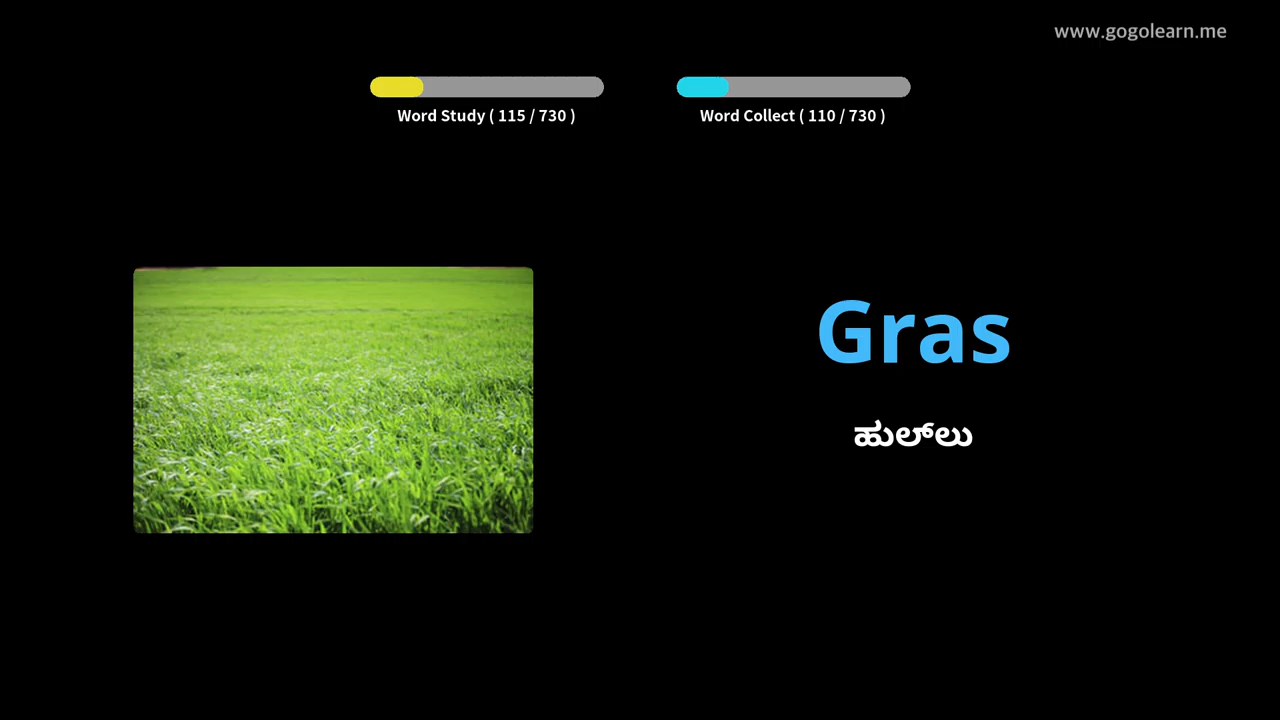 www.gogolearn.me
Word Study ( 115 / 730 )
Word Collect ( 110 / 730 )
Gras
ಹುಲ್‌ಲು